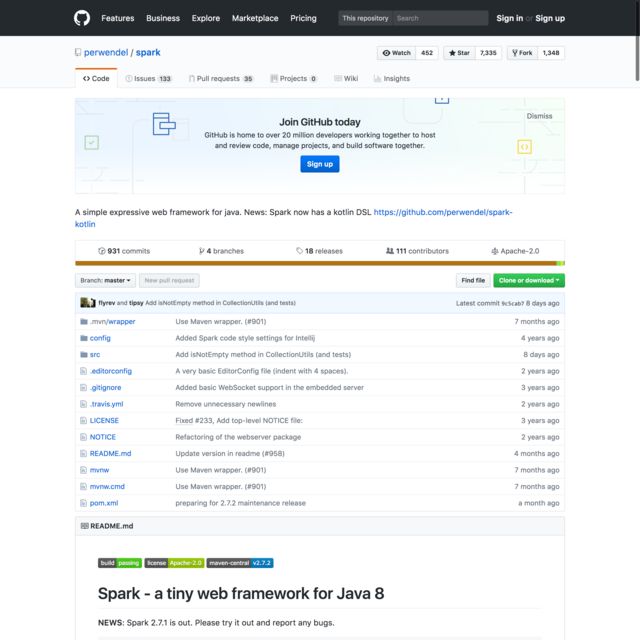 Features Business Explore Marketplace Pricing This repository Search Sign in or Sign up
perwendel / spark Watch 452 Star 7,335 Fork 1,348
Code Issues 133 Pull requests 35 Projects 0 Wiki Insights
Dismiss
Join GitHub today
GitHub is home to over 20 million developers working together to host
and review code, manage projects, and build software together.
Sign up
A simple expressive web framework for java. News: Spark now has a kotlin DSL https://github.com/perwendel/spark-
kotlin
931 commits 4 branches 18 releases 111 contributors Apache-2.0
Branch: master New pull request Find file Clone or download
flyrev and tipsy Add isNotEmpty method in CollectionUtils (and tests) Latest commit 9c5cab7 8 days ago
.mvn/wrapper Use Maven wrapper. (#901) 7 months ago
config Added Spark code style settings for Intellij 4 years ago
src Add isNotEmpty method in CollectionUtils (and tests) 8 days ago
.editorconfig A very basic EditorConfig file (indent with 4 spaces). 2 years ago
.gitignore Added basic WebSocket support in the embedded server 3 years ago
.travis.yml Remove unnecessary newlines 2 years ago
LICENSE Fixed #233, Add top-level NOTICE file: 3 years ago
NOTICE Refactoring of the webserver package 2 years ago
README.md Update version in readme (#958) 4 months ago
mvnw Use Maven wrapper. (#901) 7 months ago
mvnw.cmd Use Maven wrapper. (#901) 7 months ago
pom.xml preparing for 2.7.2 maintenance release a month ago
README.md
build passing license Apache-2.0 maven-central v2.7.2
Spark - a tiny web framework for Java 8
NEWS: Spark 2.7.1 is out. Please try it out and report any bugs.